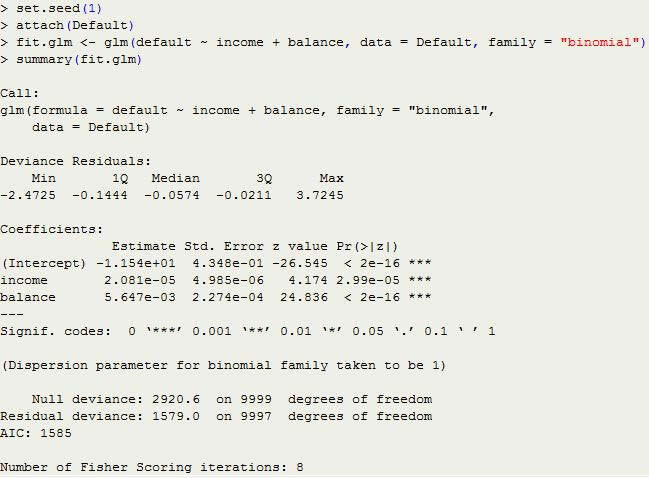 > set.seed(1)
> attach(Default)
> fit.glm <- glm(default ~ income + balance, data = Default, family = "binomial")
> summary(fit.glm)

Call:
glm(formula = default ~ income + balance, family = "binomial",
    data = Default)

Deviance Residuals:
    Min       1Q   Median       3Q      Max
-2.4725  -0.1444  -0.0574  -0.0211   3.7245

Coefficients:
              Estimate Std. Error z value Pr(>|z|)
(Intercept) -1.154e+01  4.348e-01 -26.545  < 2e-16 ***
income       2.081e-05  4.985e-06   4.174 2.99e-05 ***
balance      5.647e-03  2.274e-04  24.836  < 2e-16 ***
---
Signif. codes:  0 ‘***’ 0.001 ‘**’ 0.01 ‘*’ 0.05 ‘.’ 0.1 ‘ ’ 1

(Dispersion parameter for binomial family taken to be 1)

    Null deviance: 2920.6  on 9999  degrees of freedom
Residual deviance: 1579.0  on 9997  degrees of freedom
AIC: 1585

Number of Fisher Scoring iterations: 8